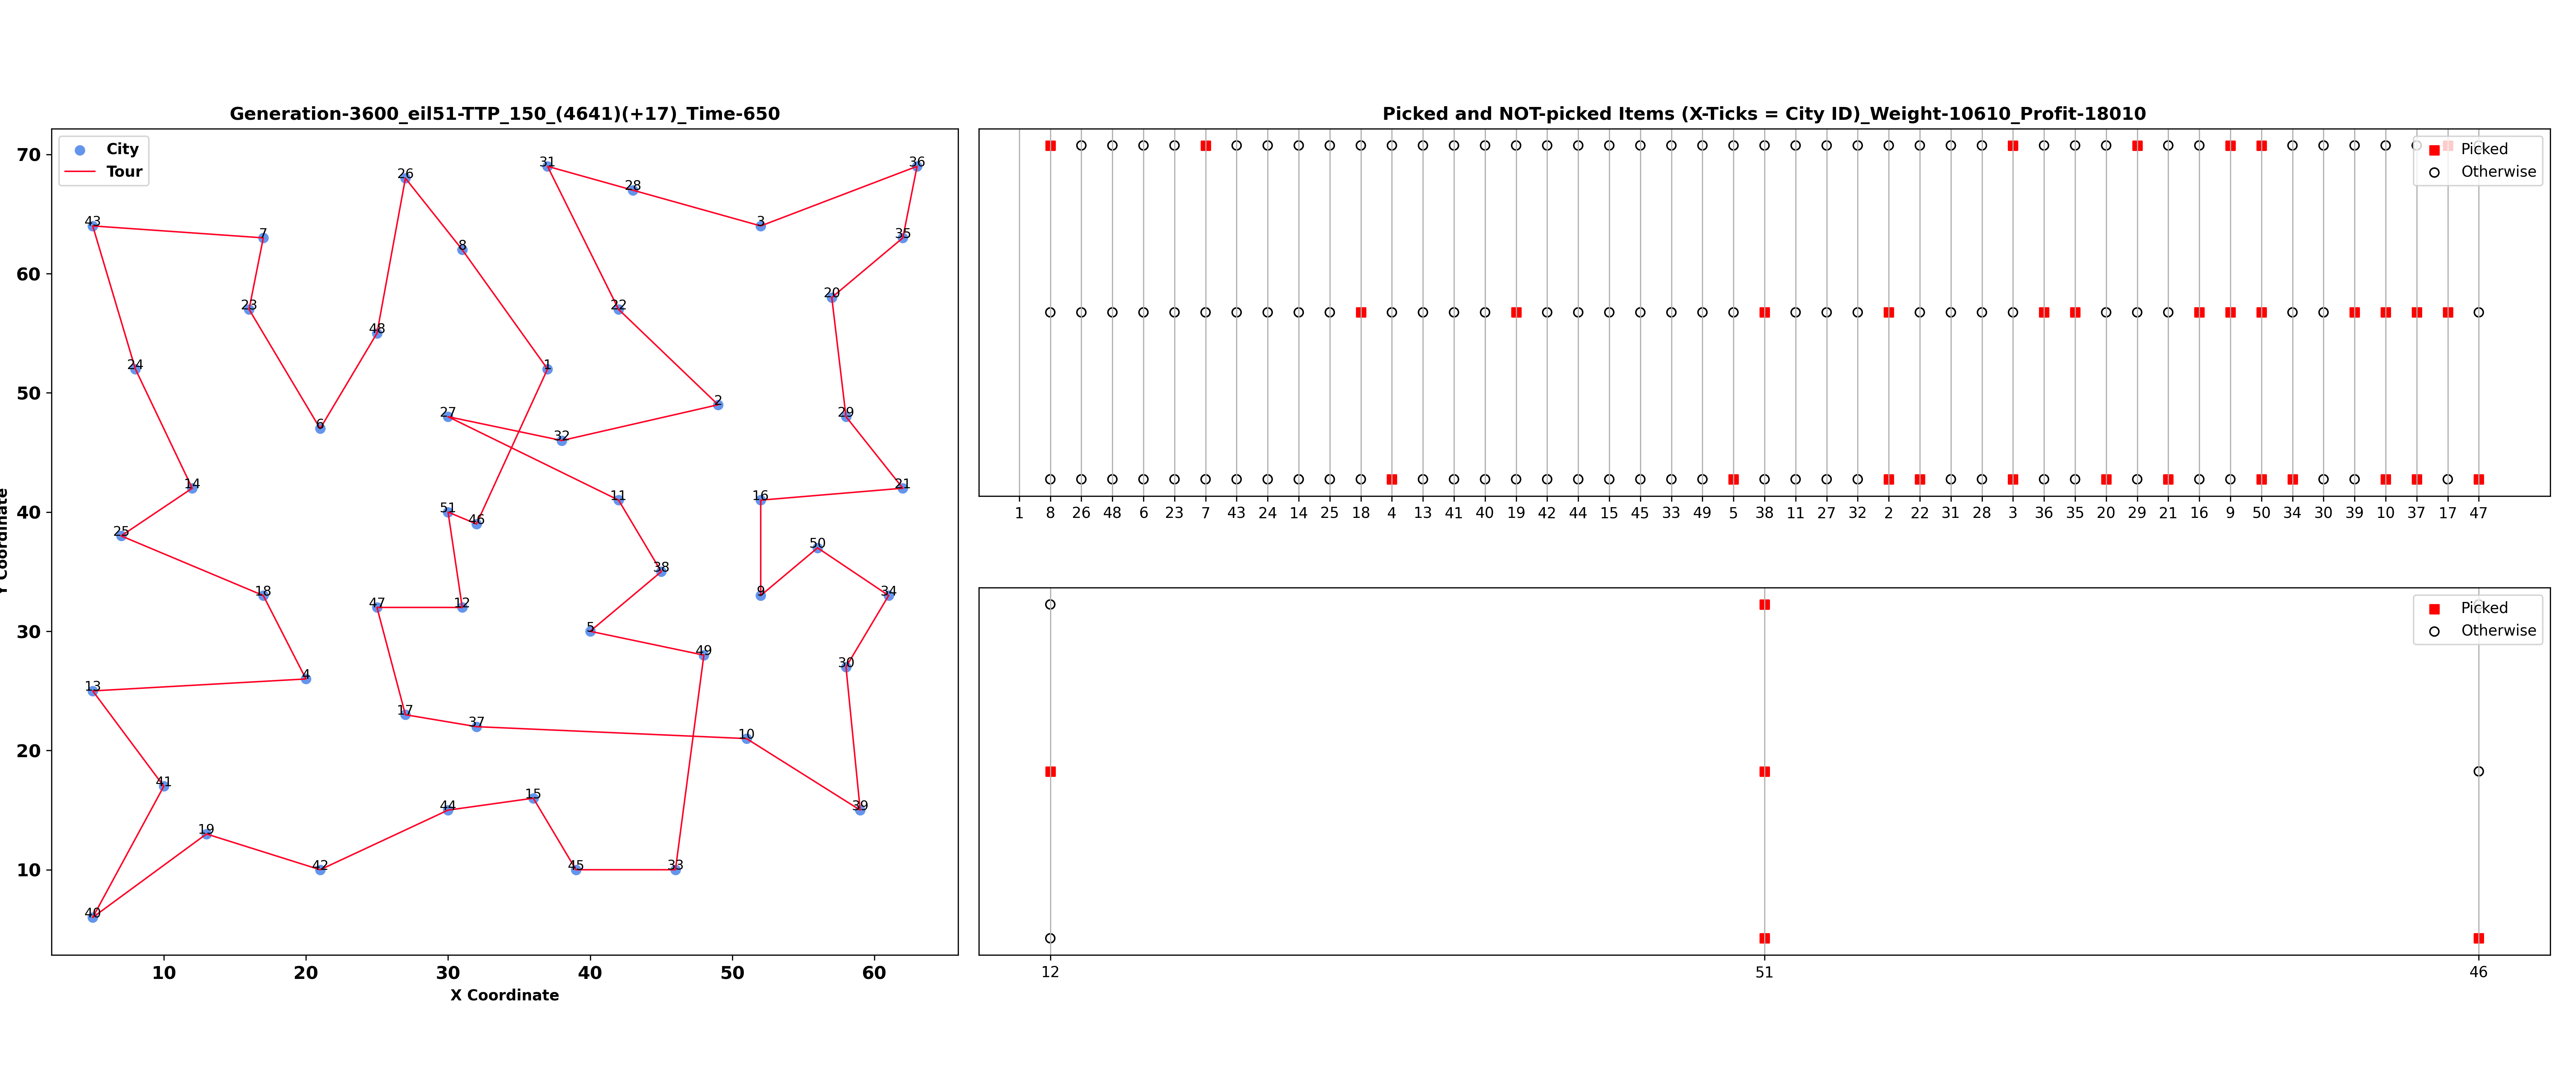 Generation-3600_eil51-TTP_150_(4641)(+17)_Time-650
City
Tour
70
60
50
40
30
20
10
10 20 30 40 50 60
X Coordinate
Y Coordinate
31 36
26 28
43 7 3
8 35
23 22 20
48
24 1
27 2 29
6 32
14 11 16 21
51 46
25 50
38
18 47 12 9 34
5
49
4 30
13
17 37
10
41
15
44 39
19
42 45 33
40
Picked and NOT-picked Items (X-Ticks = City ID)_Weight-10610_Profit-18010
Picked
Otherwise
1 8 26 48 6 23 7 43 24 14 25 18 4 13 41 40 19 42 44 15 45 33 49 5 38 11 27 32 2 22 31 28 3 36 35 20 29 21 16 9 50 34 30 39 10 37 17 47
Picked
Otherwise
12 51 46